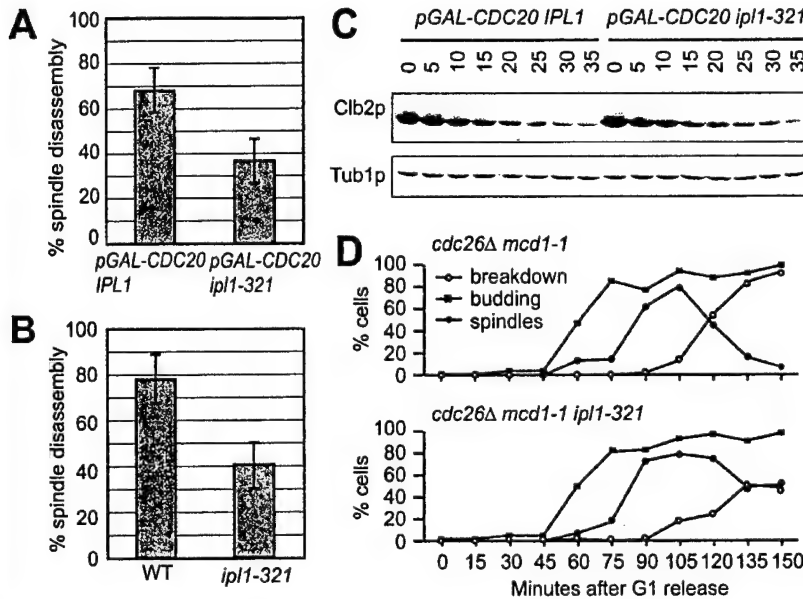 A
% spindle disassembly
100
80
60
40
20
0
pGAL-CDC20 IPL1
pGAL-CDC20 ipl1-321
B
% spindle disassembly
100
80
60
40
20
0
WT
ipl1-321
C
pGAL-CDC20 IPL1
pGAL-CDC20 ipl1-321
0 5 10 15 20 25 30 35 0 5 10 15 20 25 30 35
Clb2p
Tub1p
D
cdc26Δ mcd1-1
breakdown
budding
spindles
% cells
100
80
60
40
20
0
cdc26Δ mcd1-1 ipl1-321
% cells
100
80
60
40
20
0
0 15 30 45 60 75 90 105 120 135 150
Minutes after G1 release